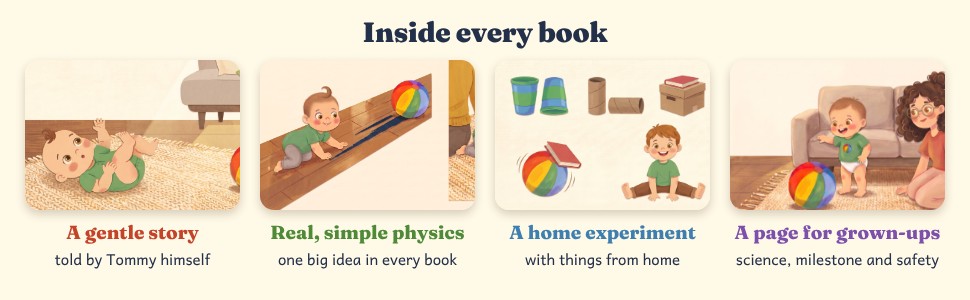 Inside every book
A gentle story
told by Tommy himself
Real, simple physics
one big idea in every book
A home experiment
with things from home
A page for grown-ups
science, milestone and safety